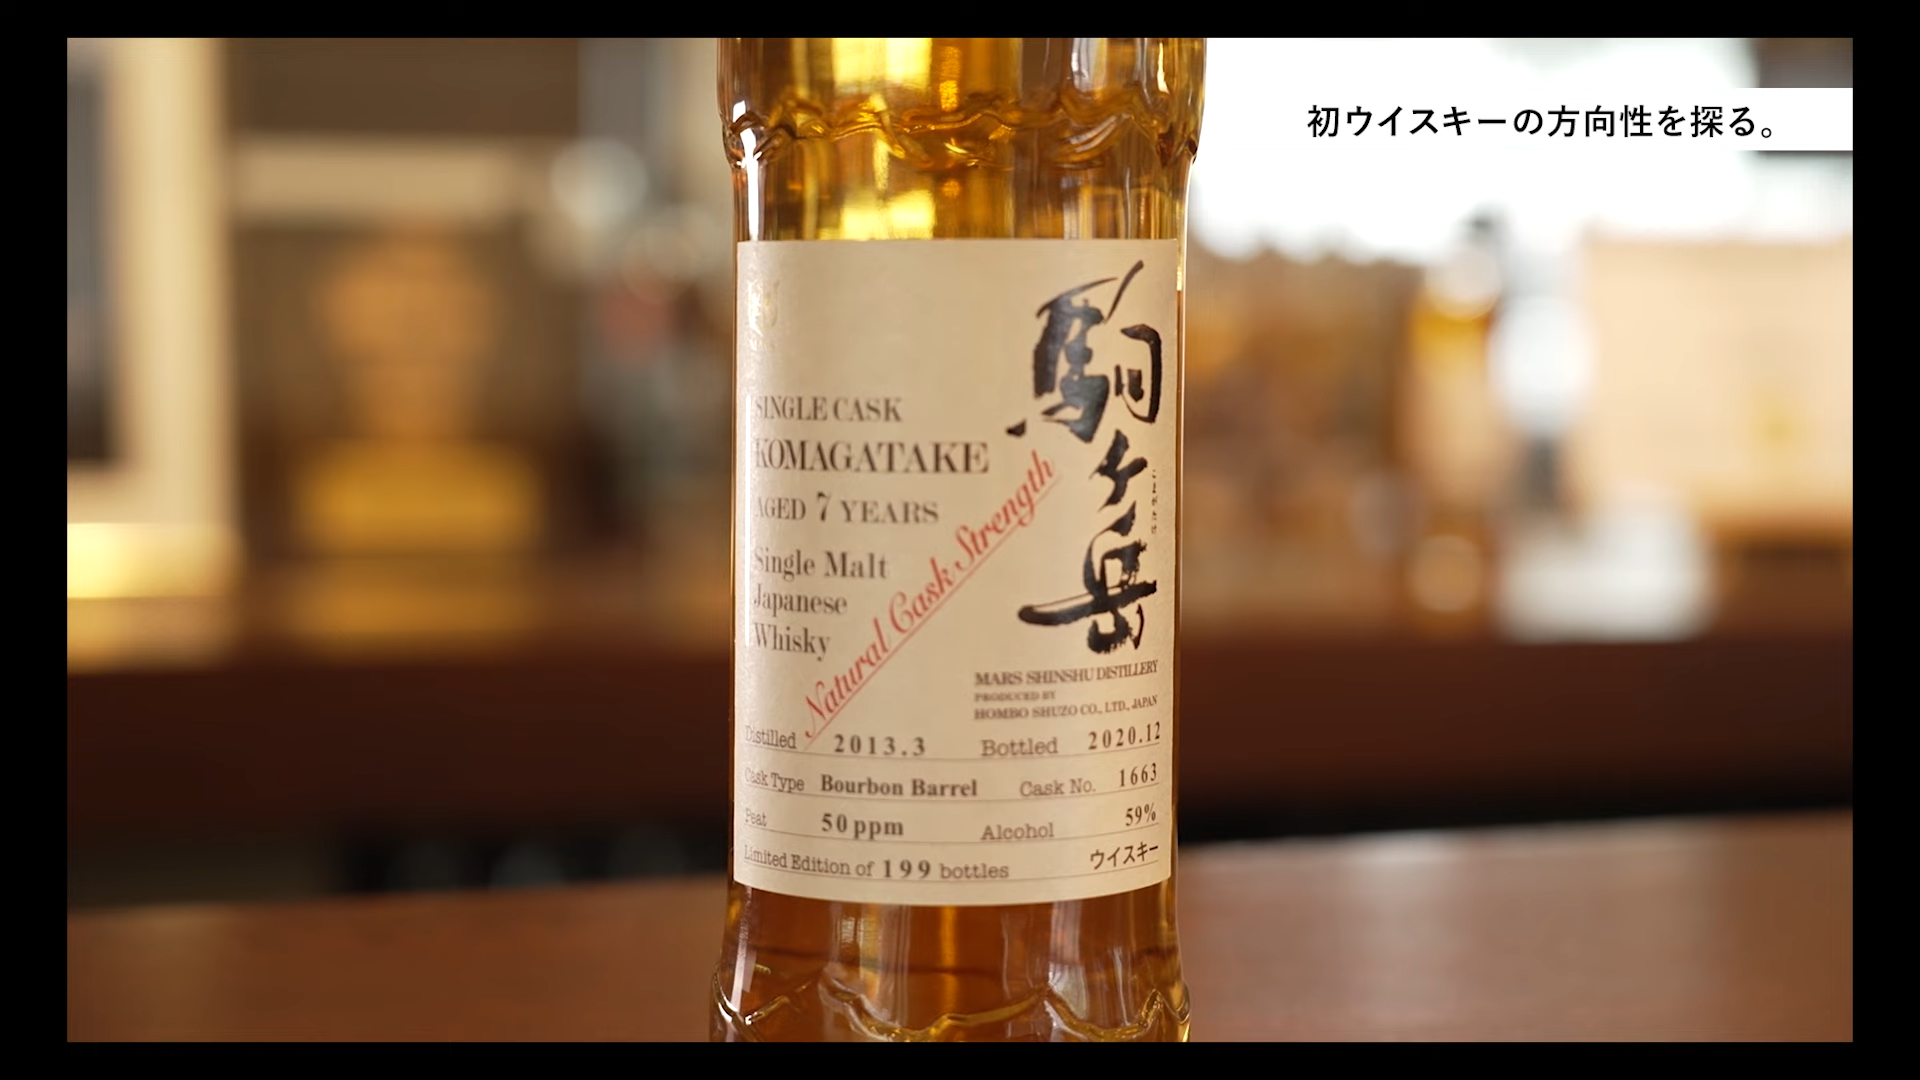 初ウイスキーの方向性を探る。
駒ヶ岳
SINGLE CASK
KOMAGATAKE
AGED 7 YEARS
Single Malt
Japanese
Whisky
Natural Cask Strength
MARS SHINSHU DISTILLERY
PRODUCED BY
HOMBO SHUZO CO., LTD., JAPAN
Distilled 2013.3 Bottled 2020.12
Cask Type Bourbon Barrel Cask No. 1663
Peat 50ppm Alcohol 59%
Limited Edition of 199 bottles ウイスキー